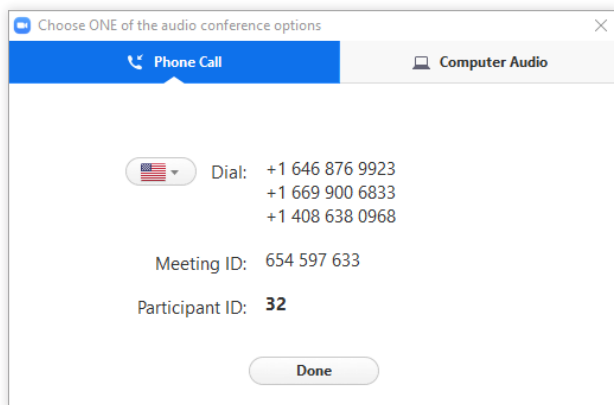 Choose ONE of the audio conference options
Phone Call
Computer Audio
Dial: +1 646 876 9923
+1 669 900 6833
+1 408 638 0968
Meeting ID: 654 597 633
Participant ID: 32
Done